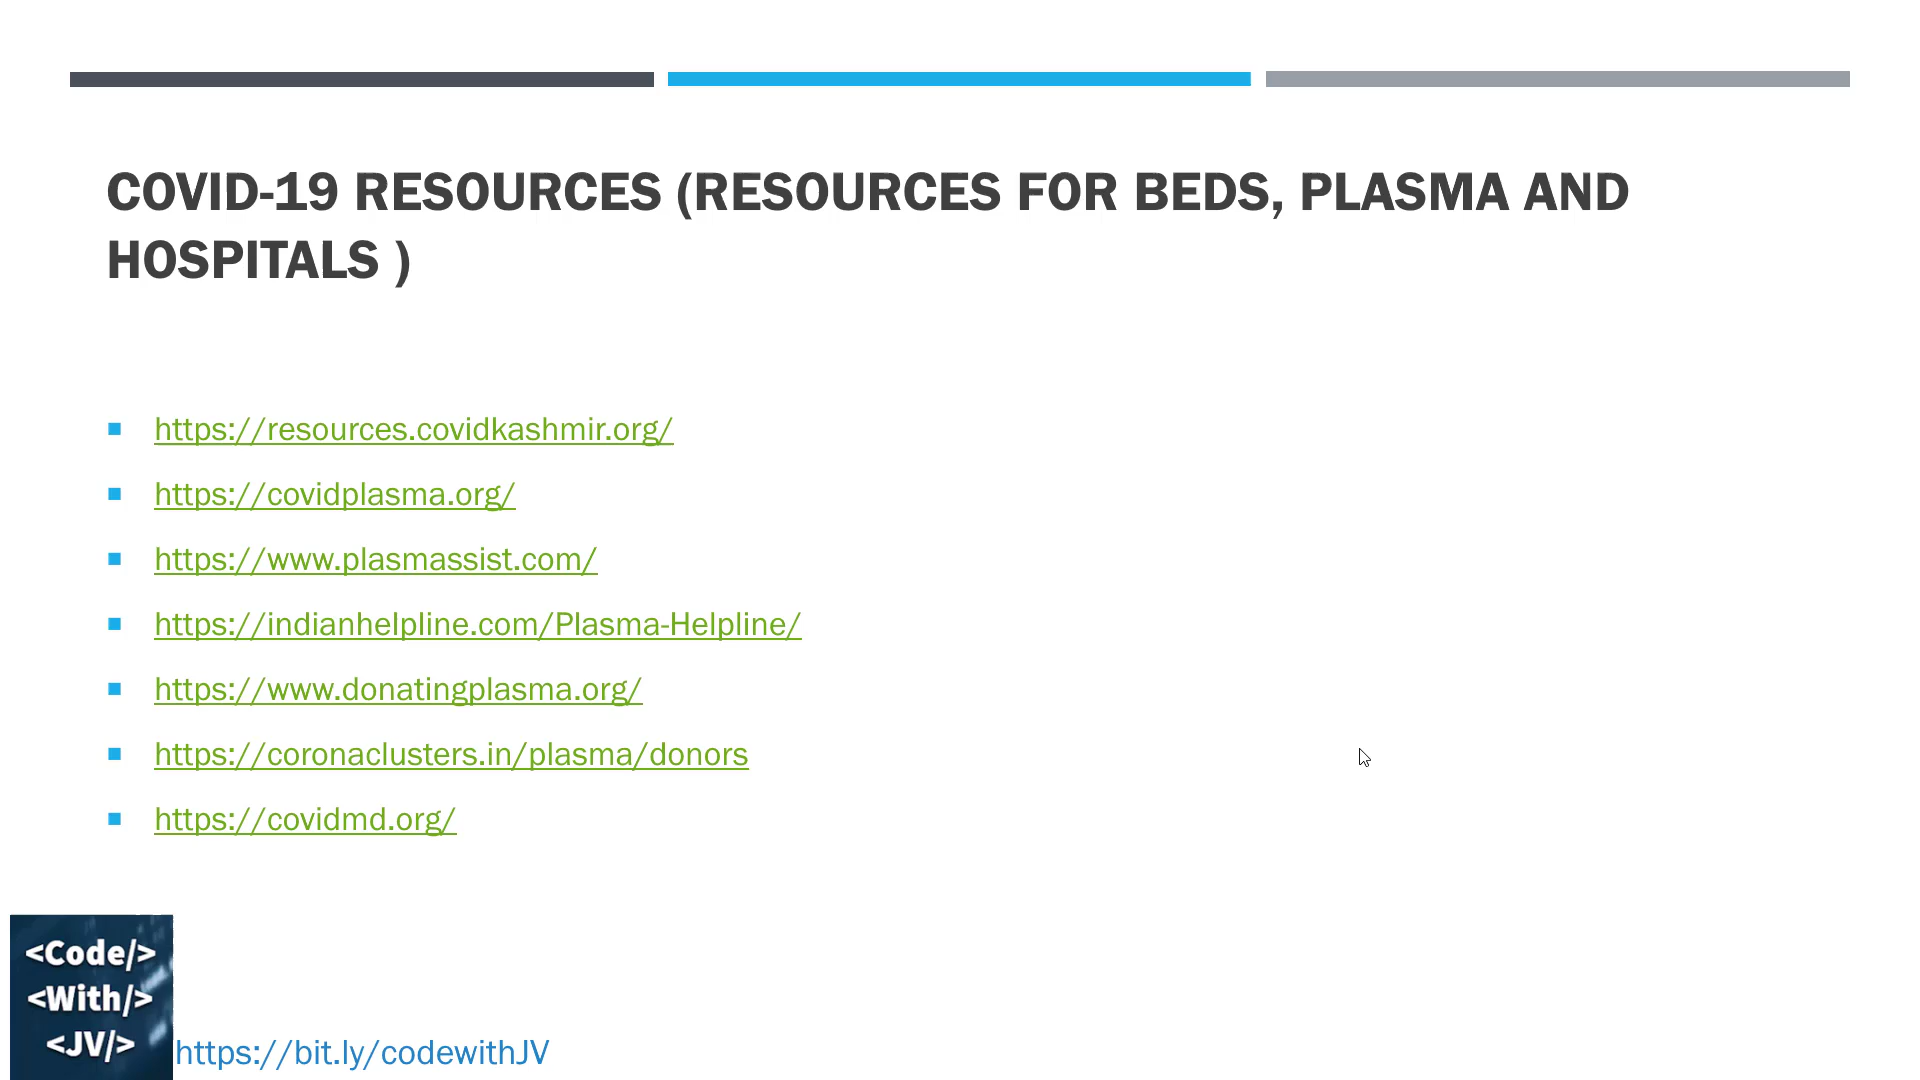 COVID-19 RESOURCES (RESOURCES FOR BEDS, PLASMA AND
HOSPITALS )
https://resources.covidkashmir.org/
https://covidplasma.org/
https://www.plasmassist.com/
https://indianhelpline.com/Plasma-Helpline/
https://www.donatingplasma.org/
https://coronaclusters.in/plasma/donors
https://covidmd.org/
<Code/>
<With/>
<JV/>
https://bit.ly/codewithJV